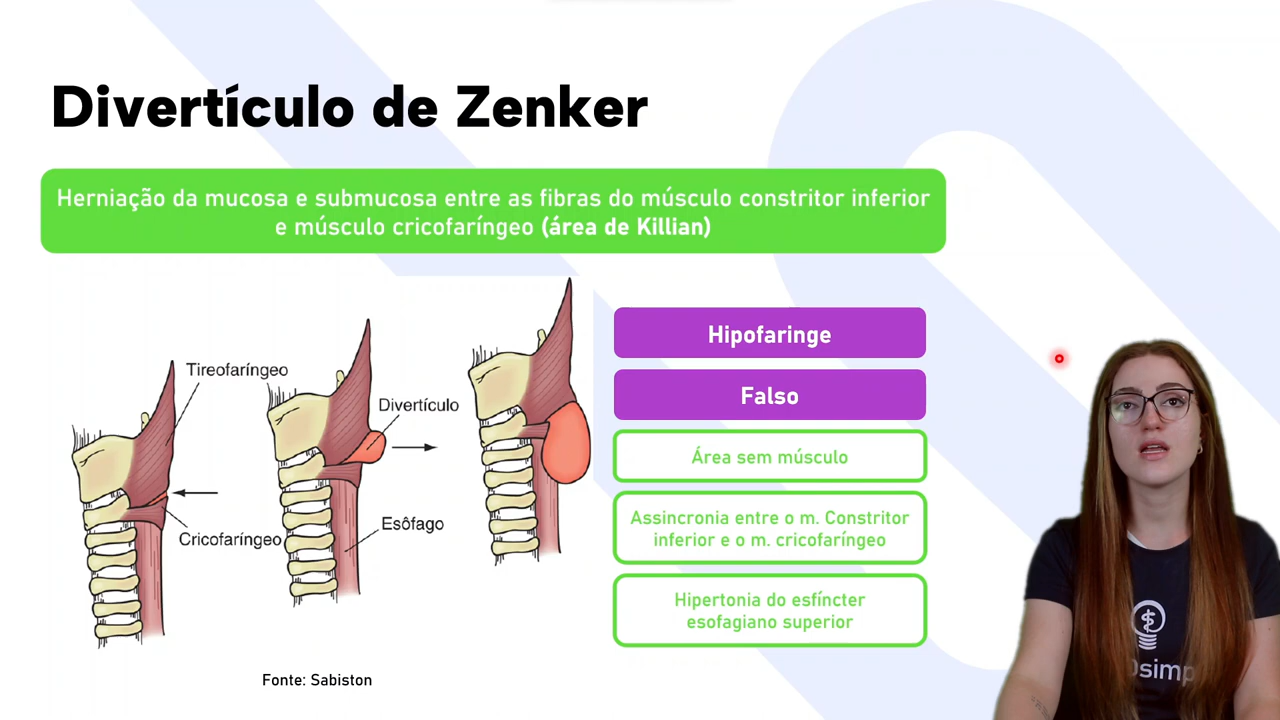 Divertículo de Zenker
Herniação da mucosa e submucosa entre as fibras do músculo constritor inferior
e músculo cricofaríngeo (área de Killian)
Tireofaríngeo
Divertículo
Cricofaríngeo
Esôfago
Fonte: Sabiston
Hipofaringe
Falso
Área sem músculo
Assincronia entre o m. Constritor
inferior e o m. cricofaríngeo
Hipertonia do esfíncter
esofagiano superior